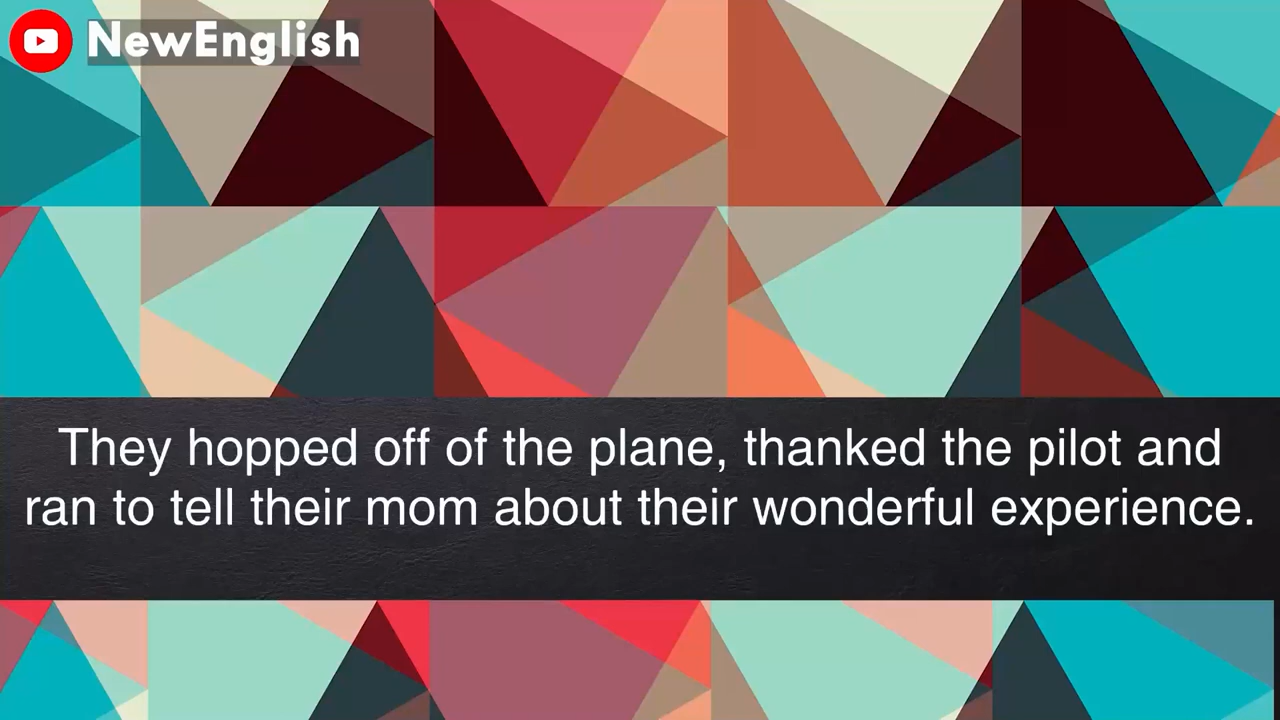 NewEnglish
They hopped off of the plane, thanked the pilot and
ran to tell their mom about their wonderful experience.